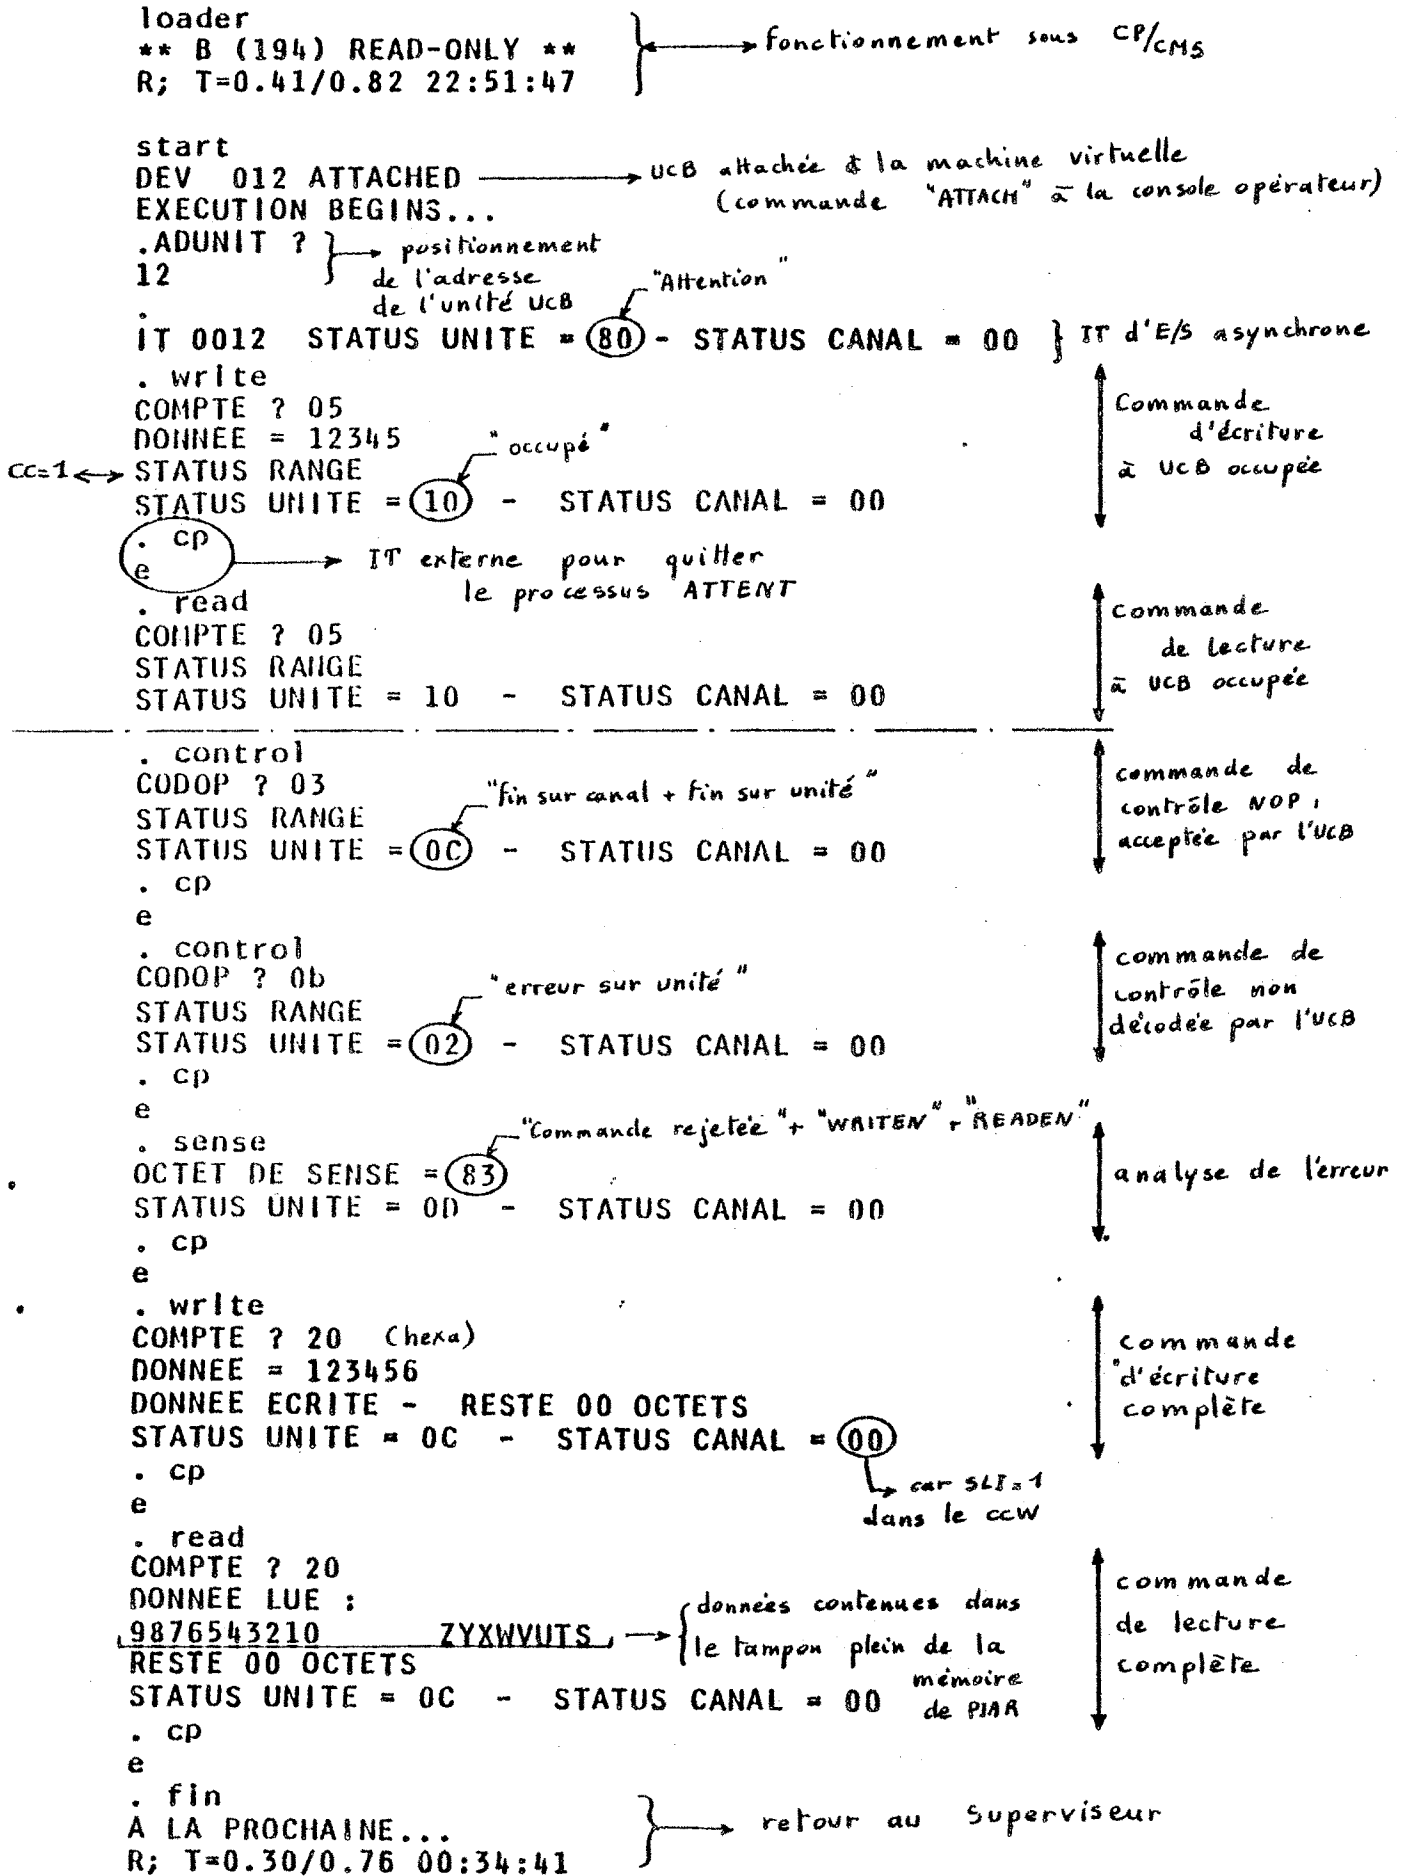 loader
** B (194) READ-ONLY **
R; T=0.41/0.82 22:51:47
fonctionnement sous CP/CMS
start
DEV 012 ATTACHED
EXECUTION BEGINS...
UCB attachée à la machine virtuelle
(commande "ATTACH" à la console opérateur)
.ADUNIT ?
12
positionnement
de l'adresse
de l'unité UCB
"Attention"
.
IT 0012 STATUS UNITE = 80 - STATUS CANAL = 00
IT d'E/S asynchrone
. write
COMPTE ? 05
DONNEE = 12345
"occupé"
CC=1
STATUS RANGE
STATUS UNITE = 10 - STATUS CANAL = 00
Commande
d'écriture
à UCB occupée
. cp
e
IT externe pour quitter
le processus ATTENT
. read
COMPTE ? 05
STATUS RANGE
STATUS UNITE = 10 - STATUS CANAL = 00
commande
de lecture
à UCB occupée
. control
CODOP ? 03
STATUS RANGE
STATUS UNITE = 0C - STATUS CANAL = 00
"fin sur canal + fin sur unité"
commande de
contrôle NOP,
acceptée par l'UCB
. cp
e
. control
CODOP ? 0b
STATUS RANGE
STATUS UNITE = 02 - STATUS CANAL = 00
"erreur sur unité"
commande de
contrôle non
décodée par l'UCB
. cp
e
. sense
"Commande rejetée" + "WRITEN" + "READEN"
OCTET DE SENSE = 83
STATUS UNITE = 0D - STATUS CANAL = 00
analyse de l'erreur
. cp
e
. write
COMPTE ? 20 (hexa)
DONNEE = 123456
DONNEE ECRITE - RESTE 00 OCTETS
STATUS UNITE = 0C - STATUS CANAL = 00
commande
d'écriture
complète
car SLI=1
dans le CCW
. cp
e
. read
COMPTE ? 20
DONNEE LUE :
9876543210 ZYXWVUTS
RESTE 00 OCTETS
STATUS UNITE = 0C - STATUS CANAL = 00
données contenues dans
le tampon plein de la
mémoire
de PIAR
commande
de lecture
complète
. cp
e
. fin
A LA PROCHAINE...
R; T=0.30/0.76 00:34:41
retour au Superviseur